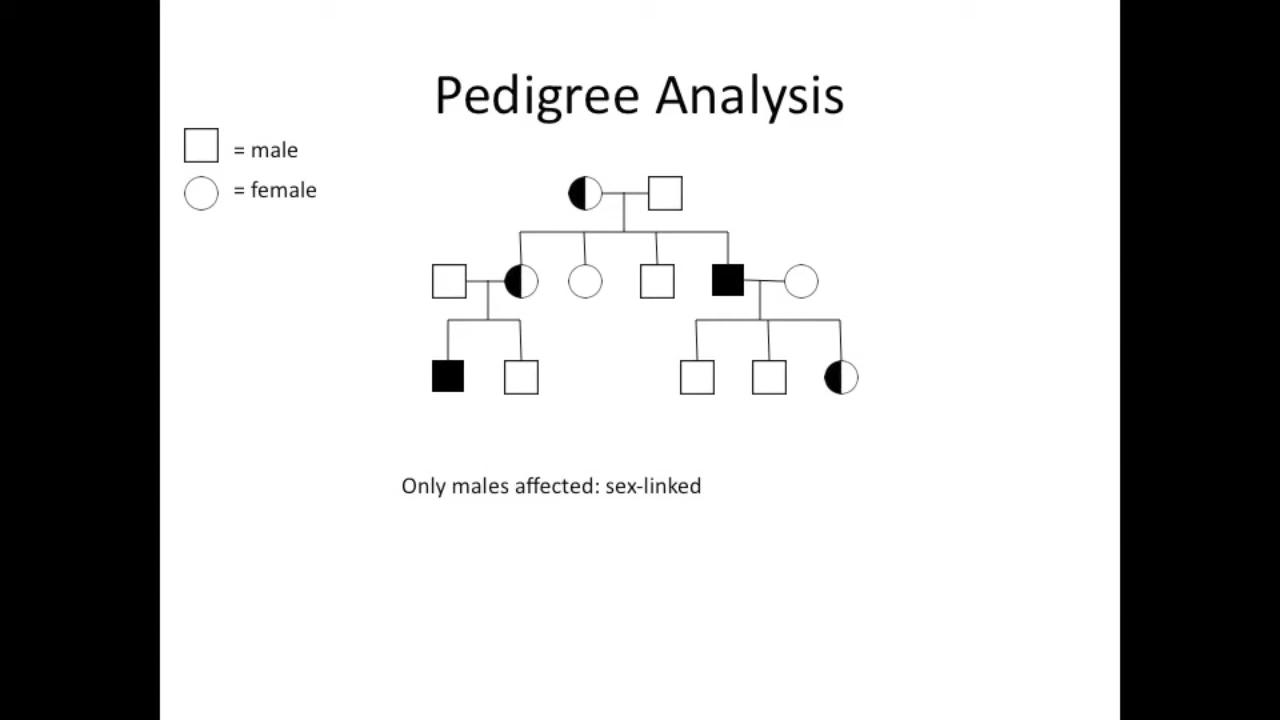 Pedigree Analysis
= male
= female
Only males affected: sex-linked